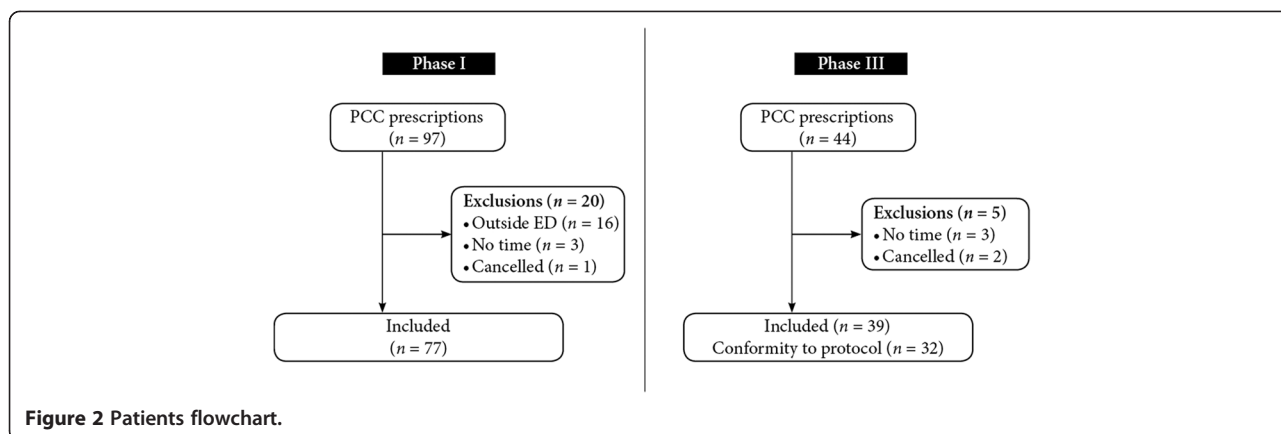 Phase I
PCC prescriptions
(n = 97)
Exclusions (n = 20)
• Outside ED (n = 16)
• No time (n = 3)
• Cancelled (n = 1)
Included
(n = 77)
Phase III
PCC prescriptions
(n = 44)
Exclusions (n = 5)
• No time (n = 3)
• Cancelled (n = 2)
Included (n = 39)
Conformity to protocol (n = 32)
Figure 2 Patients flowchart.